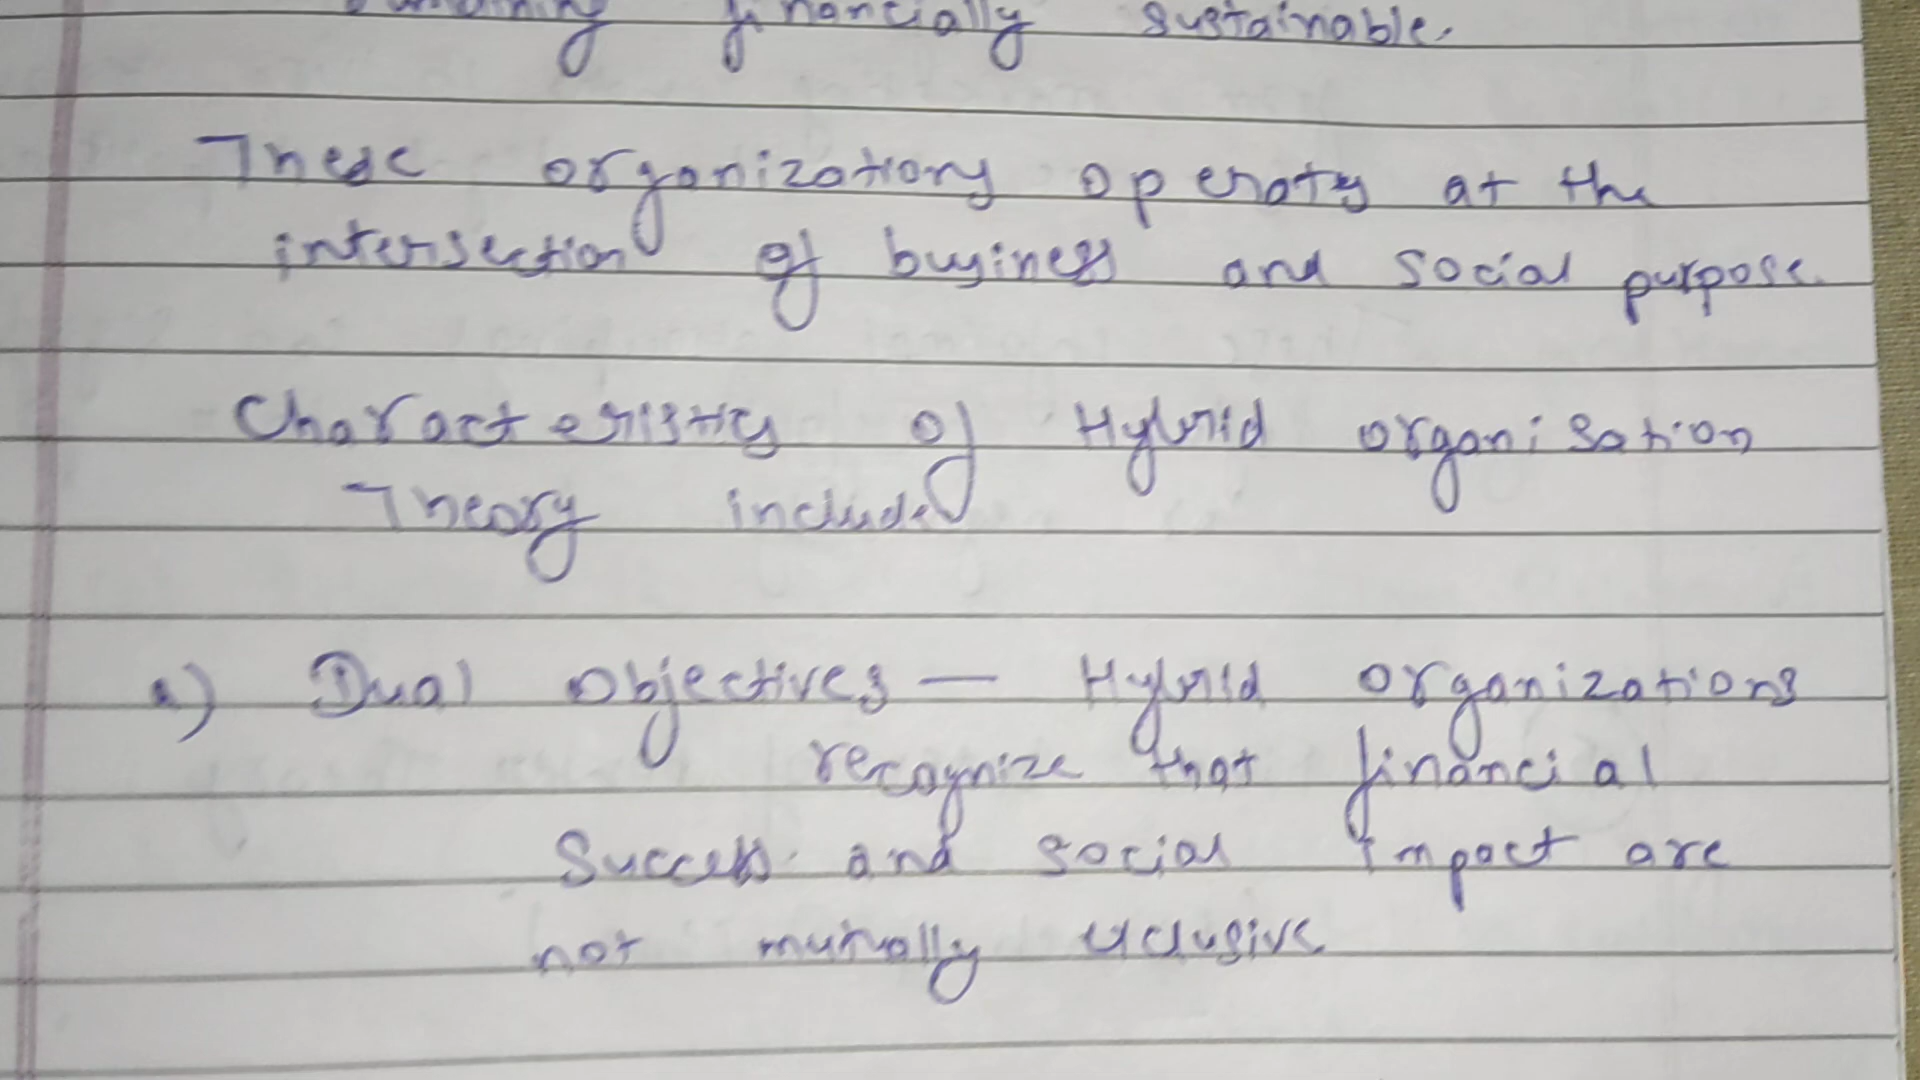 financially sustainable.
These organizations operates at the
intersection of business and social purpose.
Characteristics of Hybrid organisation
Theory include
a) Dual Objectives — Hybrid organizations
recognize that financial
Success and social impact are
not mutually exclusive